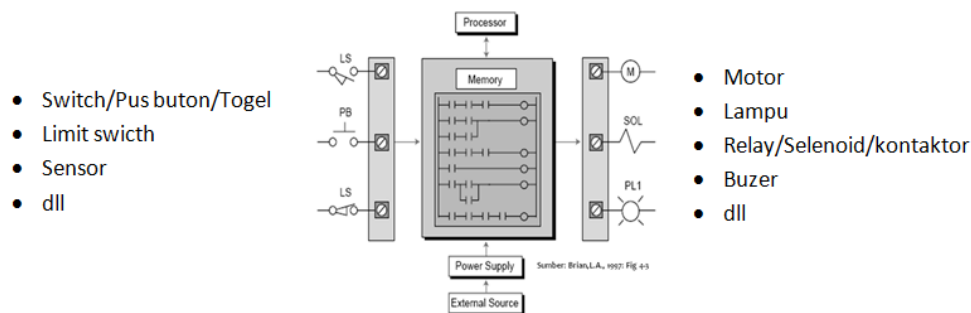 Switch/Pus buton/Togel
Limit swicth
Sensor
dll
Processor
Memory
LS
PB
LS
M
SOL
PL1
Power Supply
External Source
Sumber: Brian,L.A., 1997: Fig 4-3
Motor
Lampu
Relay/Selenoid/kontaktor
Buzer
dll